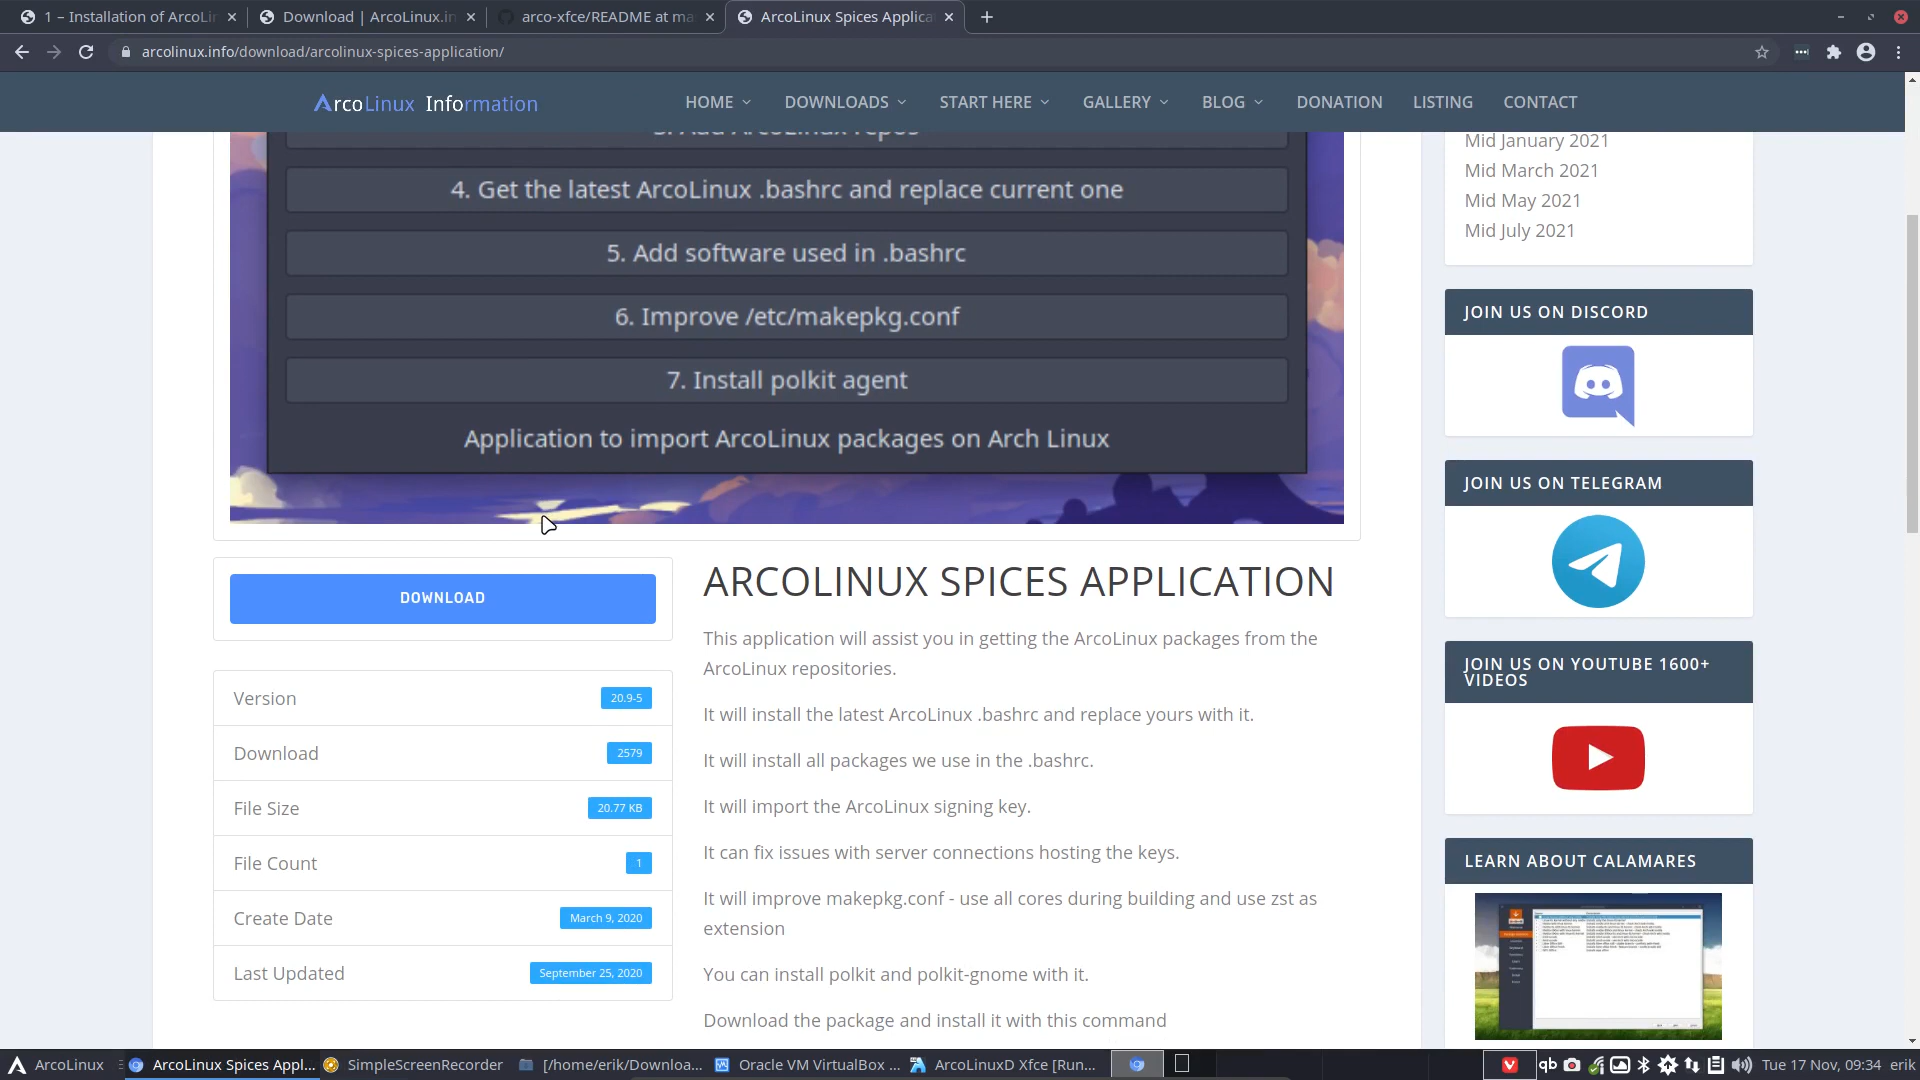 1 – Installation of ArcoLi
Download | ArcoLinux.in
arco-xfce/README at ma
ArcoLinux Spices Applica
arcolinux.info/download/arcolinux-spices-application/
ArcoLinux Information
HOME
DOWNLOADS
START HERE
GALLERY
BLOG
DONATION
LISTING
CONTACT
3. Add ArcoLinux repos
4. Get the latest ArcoLinux .bashrc and replace current one
5. Add software used in .bashrc
6. Improve /etc/makepkg.conf
7. Install polkit agent
Application to import ArcoLinux packages on Arch Linux
DOWNLOAD
Version 20.9-5
Download 2579
File Size 20.77 KB
File Count 1
Create Date March 9, 2020
Last Updated September 25, 2020
ARCOLINUX SPICES APPLICATION
This application will assist you in getting the ArcoLinux packages from the
ArcoLinux repositories.
It will install the latest ArcoLinux .bashrc and replace yours with it.
It will install all packages we use in the .bashrc.
It will import the ArcoLinux signing key.
It can fix issues with server connections hosting the keys.
It will improve makepkg.conf - use all cores during building and use zst as
extension
You can install polkit and polkit-gnome with it.
Download the package and install it with this command
Mid January 2021
Mid March 2021
Mid May 2021
Mid July 2021
JOIN US ON DISCORD
JOIN US ON TELEGRAM
JOIN US ON YOUTUBE 1600+
VIDEOS
LEARN ABOUT CALAMARES
ArcoLinux
ArcoLinux Spices Appl...
SimpleScreenRecorder
[/home/erik/Downloa...
Oracle VM VirtualBox ...
ArcoLinuxD Xfce [Run...
qb
Tue 17 Nov, 09:34
erik